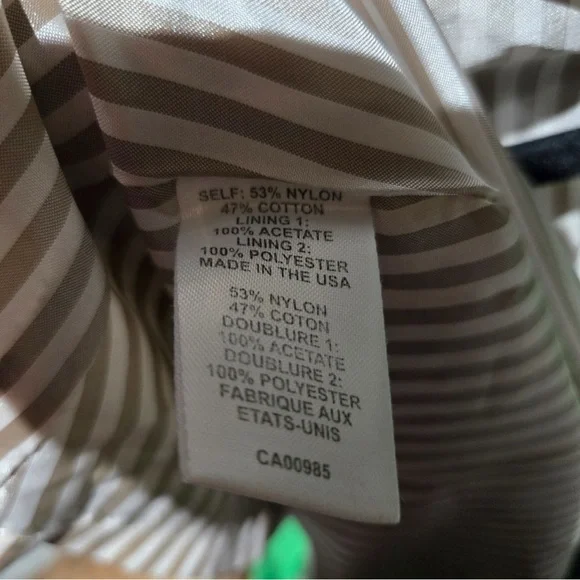 SELF: 53% NYLON
47% COTTON
LINING 1:
100% ACETATE
LINING 2:
100% POLYESTER
MADE IN THE USA
53% NYLON
47% COTON
DOUBLURE 1:
100% ACETATE
DOUBLURE 2:
100% POLYESTER
FABRIQUE AUX
ETATS-UNIS
CA00985